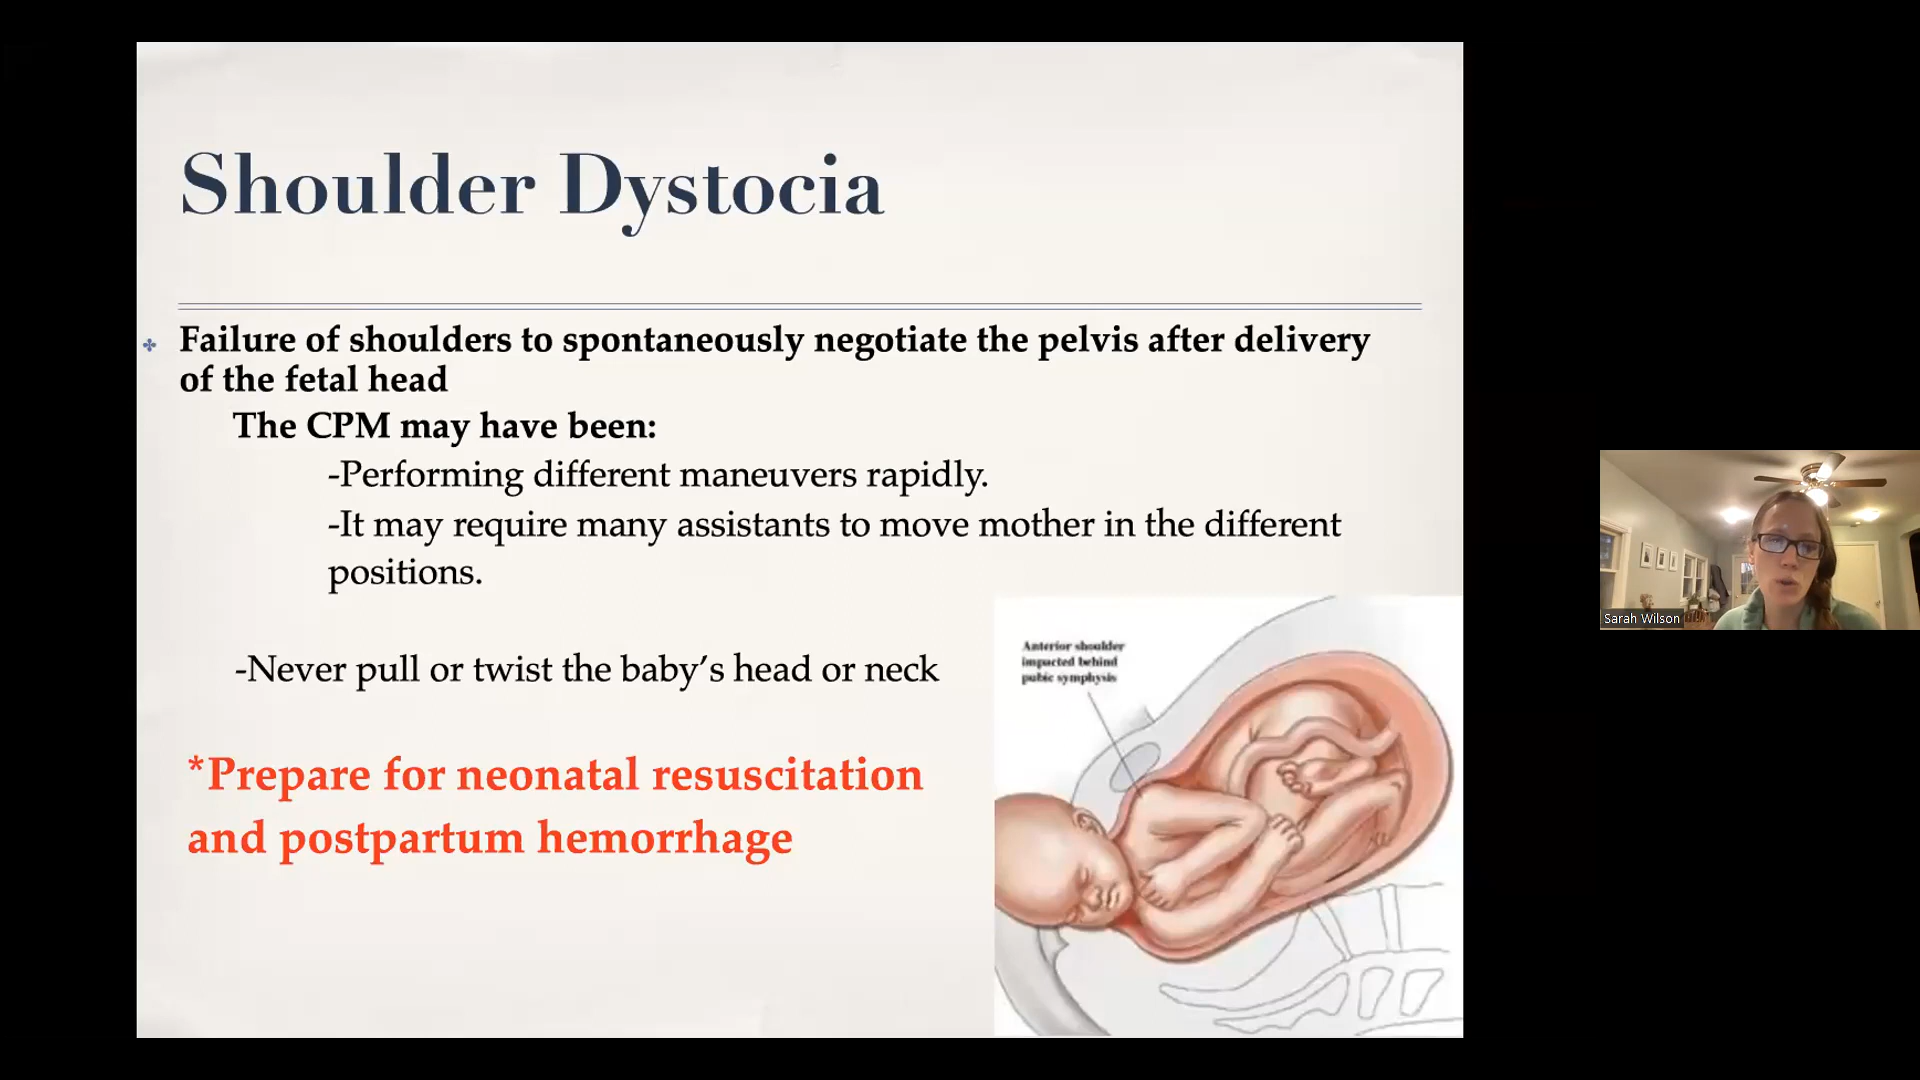 Shoulder Dystocia
Failure of shoulders to spontaneously negotiate the pelvis after delivery
of the fetal head
The CPM may have been:
-Performing different maneuvers rapidly.
-It may require many assistants to move mother in the different
positions.
-Never pull or twist the baby’s head or neck
*Prepare for neonatal resuscitation
and postpartum hemorrhage
Anterior shoulder
impacted behind
pubic symphysis
Sarah Wilson